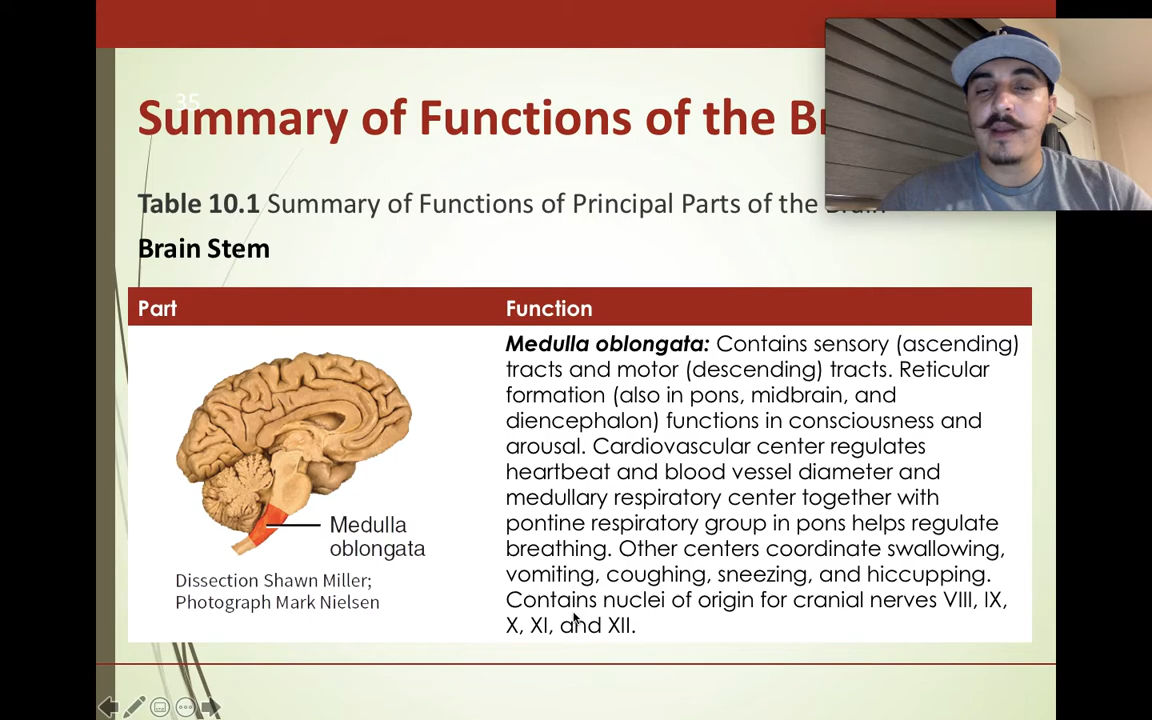 35
Summary of Functions of the Br
Table 10.1 Summary of Functions of Principal Parts of the Brain
Brain Stem
Part Function
Medulla oblongata: Contains sensory (ascending)
tracts and motor (descending) tracts. Reticular
formation (also in pons, midbrain, and
diencephalon) functions in consciousness and
arousal. Cardiovascular center regulates
heartbeat and blood vessel diameter and
medullary respiratory center together with
pontine respiratory group in pons helps regulate
breathing. Other centers coordinate swallowing,
vomiting, coughing, sneezing, and hiccupping.
Contains nuclei of origin for cranial nerves VIII, IX,
X, XI, and XII.
Medulla
oblongata
Dissection Shawn Miller;
Photograph Mark Nielsen